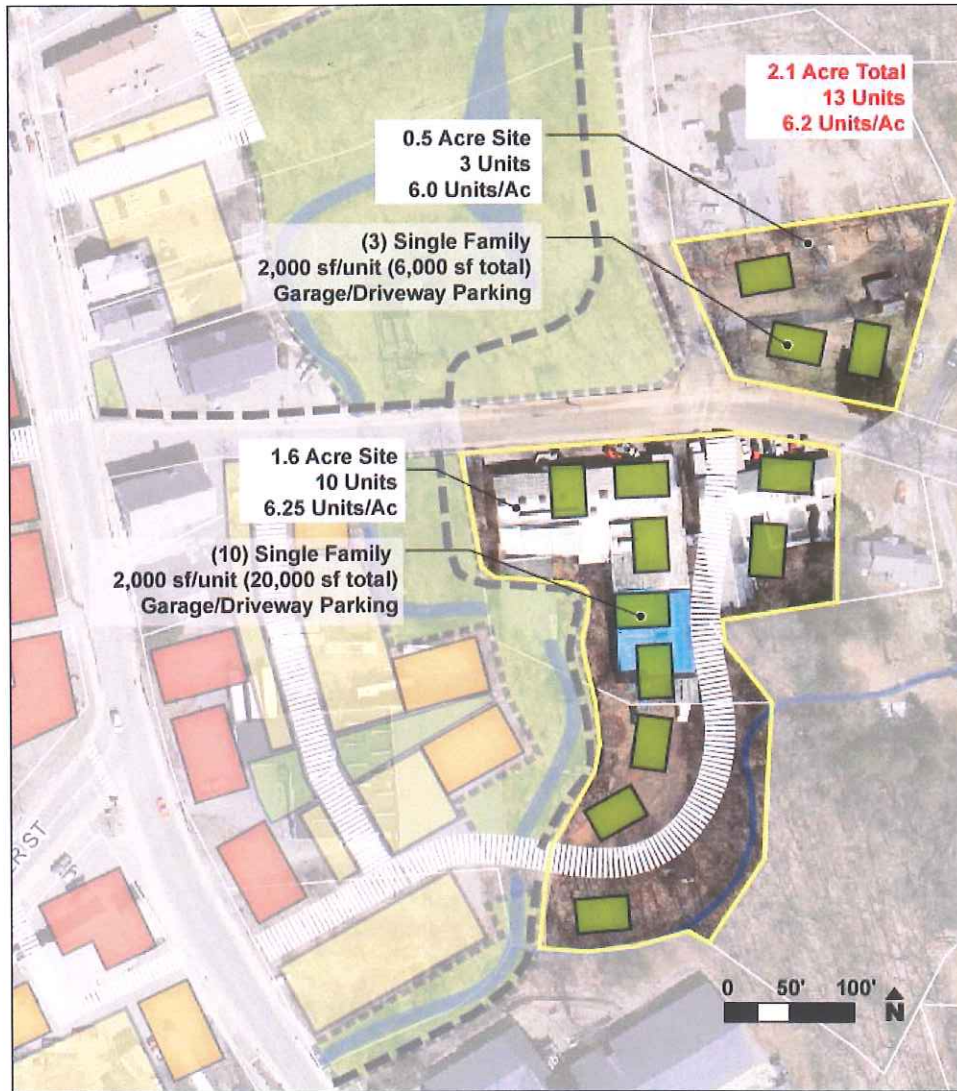 2.1 Acre Total
13 Units
6.2 Units/Ac
0.5 Acre Site
3 Units
6.0 Units/Ac
(3) Single Family
2,000 sf/unit (6,000 sf total)
Garage/Driveway Parking
1.6 Acre Site
10 Units
6.25 Units/Ac
(10) Single Family
2,000 sf/unit (20,000 sf total)
Garage/Driveway Parking
ER ST
0 50' 100'
N